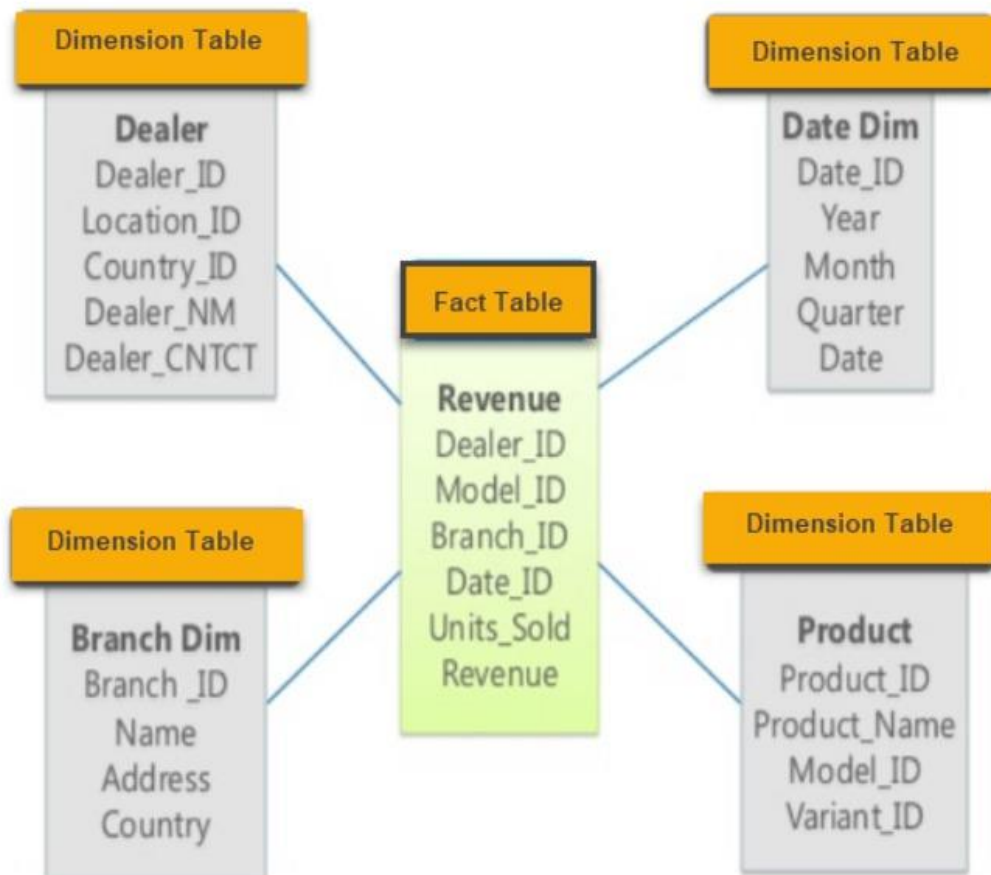 Dimension Table
Dealer
Dealer_ID
Location_ID
Country_ID
Dealer_NM
Dealer_CNTCT
Dimension Table
Date Dim
Date_ID
Year
Month
Quarter
Date
Fact Table
Revenue
Dealer_ID
Model_ID
Branch_ID
Date_ID
Units_Sold
Revenue
Dimension Table
Branch Dim
Branch _ID
Name
Address
Country
Dimension Table
Product
Product_ID
Product_Name
Model_ID
Variant_ID